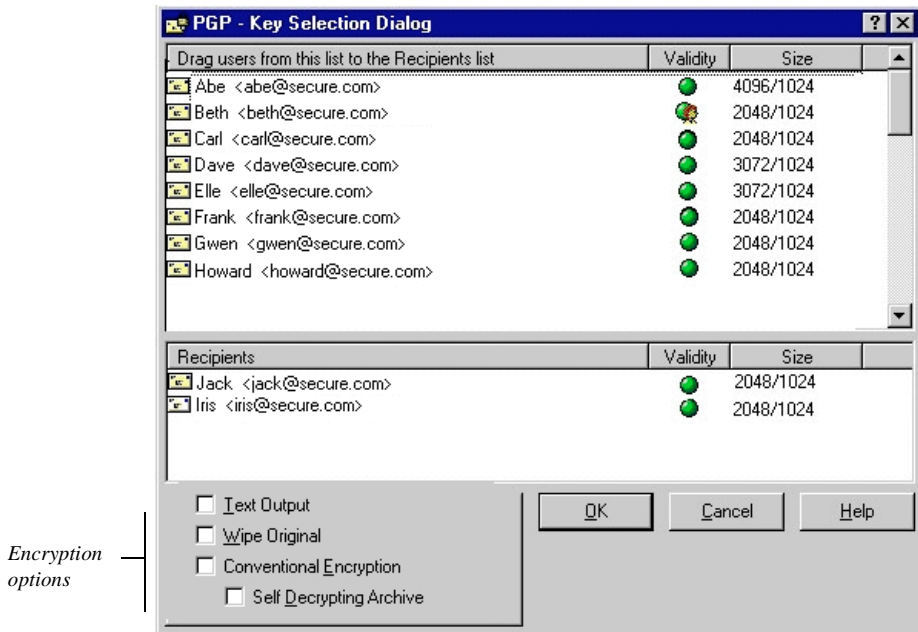 PGP - Key Selection Dialog
Drag users from this list to the Recipients list Validity Size
Abe <abe@secure.com> 4096/1024
Beth <beth@secure.com> 2048/1024
Carl <carl@secure.com> 2048/1024
Dave <dave@secure.com> 3072/1024
Elle <elle@secure.com> 3072/1024
Frank <frank@secure.com> 2048/1024
Gwen <gwen@secure.com> 2048/1024
Howard <howard@secure.com> 2048/1024
Recipients Validity Size
Jack <jack@secure.com> 2048/1024
Iris <iris@secure.com> 2048/1024
Text Output
Wipe Original
Conventional Encryption
Self Decrypting Archive
OK Cancel Help
Encryption
options